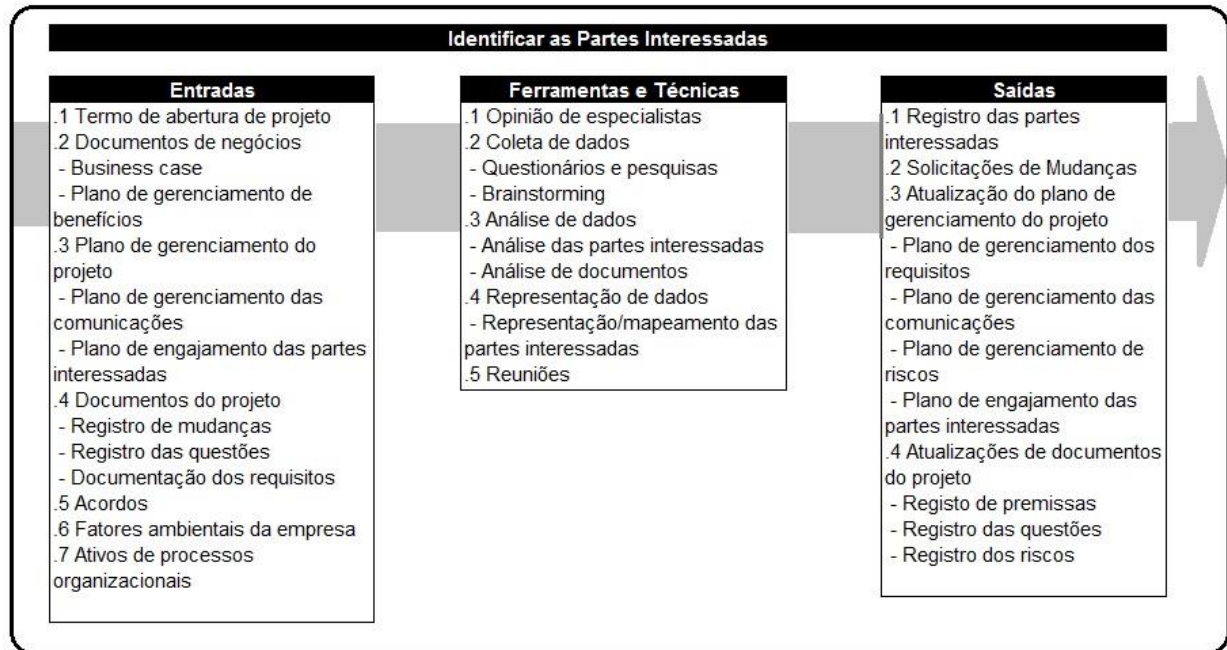 Identificar as Partes Interessadas
Entradas
.1 Termo de abertura de projeto
.2 Documentos de negócios
- Business case
- Plano de gerenciamento de
benefícios
.3 Plano de gerenciamento do
projeto
- Plano de gerenciamento das
comunicações
- Plano de engajamento das partes
interessadas
.4 Documentos do projeto
- Registro de mudanças
- Registro das questões
- Documentação dos requisitos
.5 Acordos
.6 Fatores ambientais da empresa
.7 Ativos de processos
organizacionais
Ferramentas e Técnicas
.1 Opinião de especialistas
.2 Coleta de dados
- Questionários e pesquisas
- Brainstorming
.3 Análise de dados
- Análise das partes interessadas
- Análise de documentos
.4 Representação de dados
- Representação/mapeamento das
partes interessadas
.5 Reuniões
Saídas
.1 Registro das partes
interessadas
.2 Solicitações de Mudanças
.3 Atualização do plano de
gerenciamento do projeto
- Plano de gerenciamento dos
requisitos
- Plano de gerenciamento das
comunicações
- Plano de gerenciamento de
riscos
- Plano de engajamento das
partes interessadas
.4 Atualizações de documentos
do projeto
- Registo de premissas
- Registro das questões
- Registro dos riscos